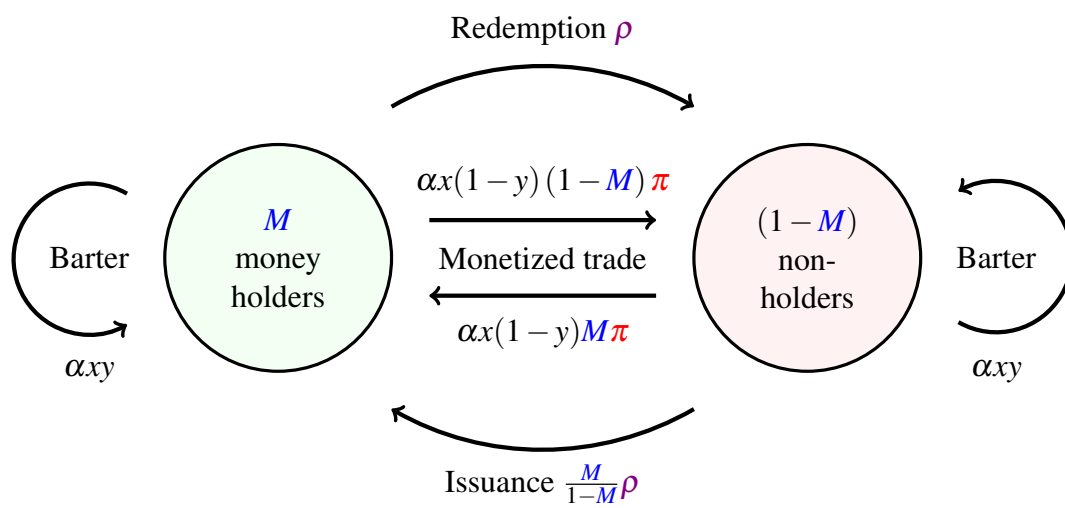 Redemption ρ
αx(1 − y) (1 − M) π
Monetized trade
αx(1 − y)Mπ
Barter
αxy
M
money
holders
(1 − M)
non-
holders
Barter
αxy
Issuance M/(1−M) ρ